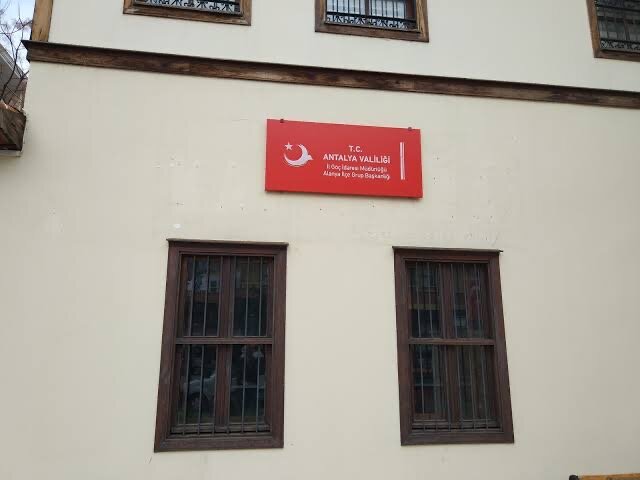 T.C.
ANTALYA VALİLİĞİ
İl Göç İdaresi Müdürlüğü
Alanya İlçe Grup Başkanlığı